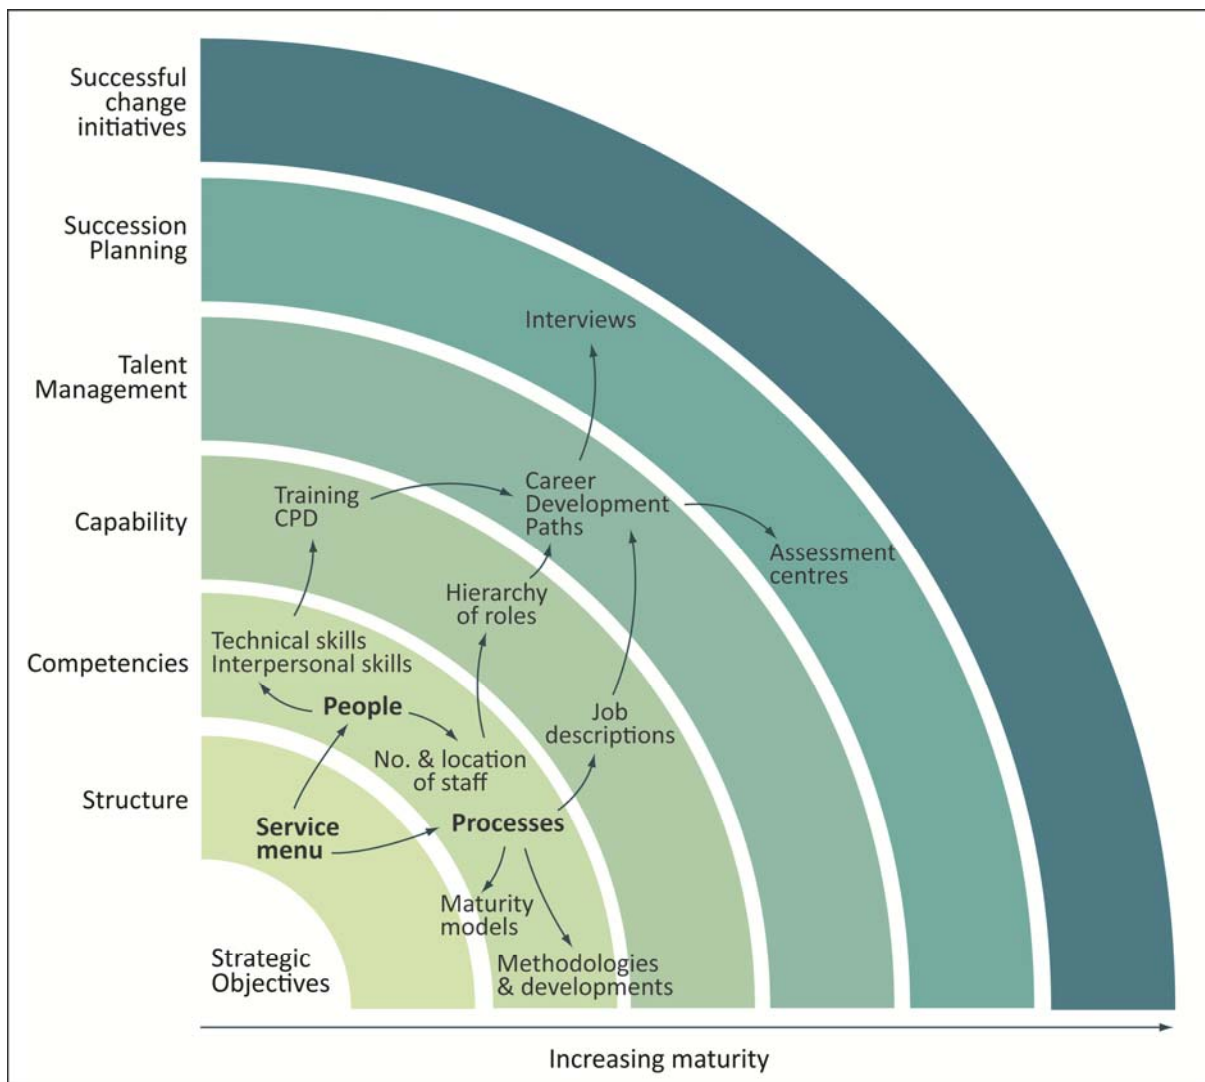 Successful
change
initiatives
Succession
Planning
Talent
Management
Capability
Competencies
Structure
Strategic
Objectives
Interviews
Career
Development
Paths
Assessment
centres
Training
CPD
Hierarchy
of roles
Job
descriptions
Technical skills
Interpersonal skills
People
No. & location
of staff
Processes
Maturity
models
Methodologies
& developments
Service
menu
Increasing maturity